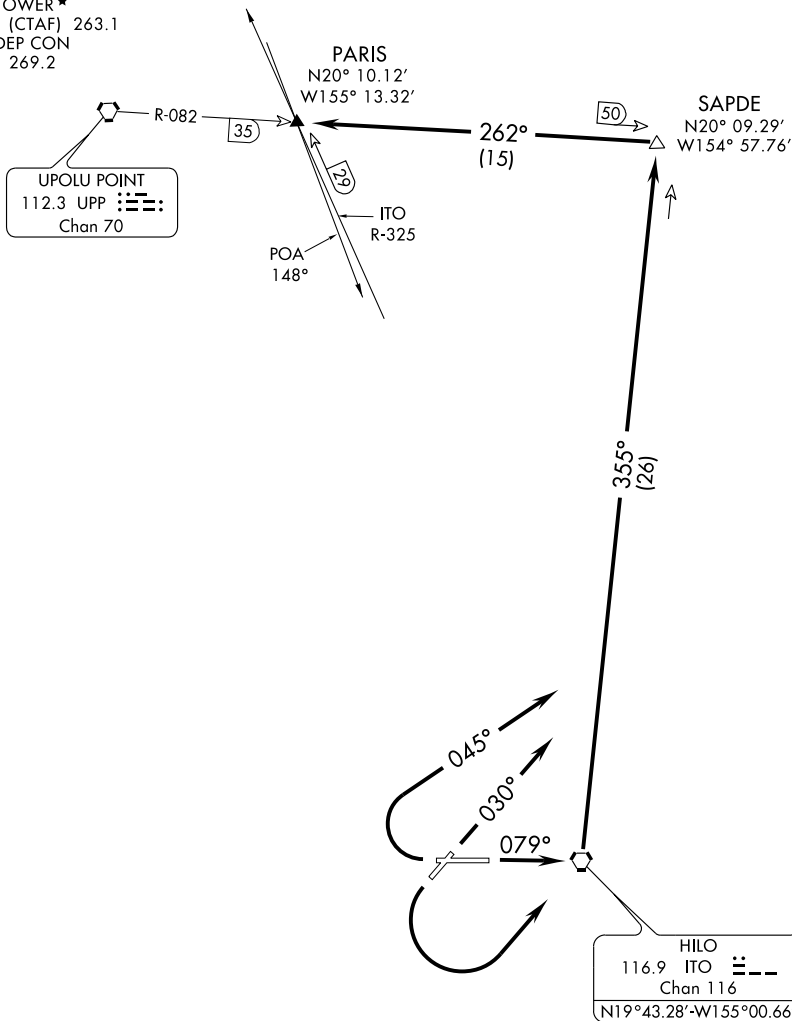 OWER★
(CTAF) 263.1
DEP CON
269.2
PARIS
N20° 10.12'
W155° 13.32'
R-082
35
262°
(15)
50
SAPDE
N20° 09.29'
W154° 57.76'
UPOLU POINT
112.3 UPP
Chan 70
29
ITO
R-325
POA
148°
355°
(26)
045°
030°
079°
HILO
116.9 ITO
Chan 116
N19°43.28'-W155°00.66